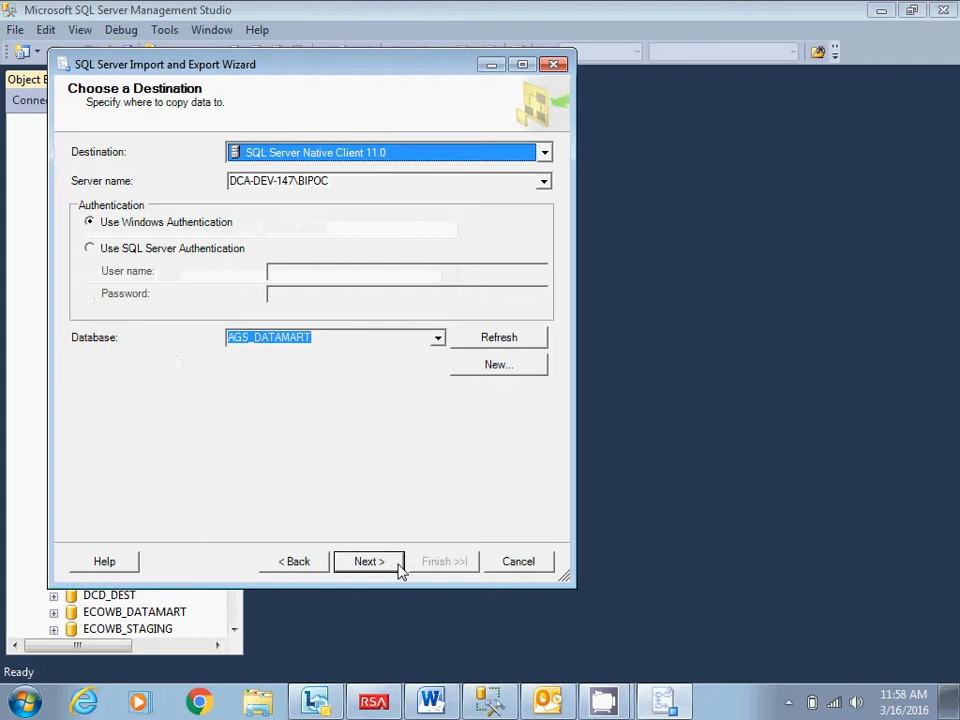 Microsoft SQL Server Management Studio
File Edit View Debug Tools Window Help
SQL Server Import and Export Wizard
Object E
Choose a Destination
Specify where to copy data to.
Conne
Destination: SQL Server Native Client 11.0
Server name: DCA-DEV-147\BIPOC
Authentication
Use Windows Authentication
Use SQL Server Authentication
User name:
Password:
Database: AGS_DATAMART Refresh
New...
Help < Back Next > Finish >>| Cancel
DCD_DEST
ECOWB_DATAMART
ECOWB_STAGING
Ready
RSA
11:58 AM
3/16/2016